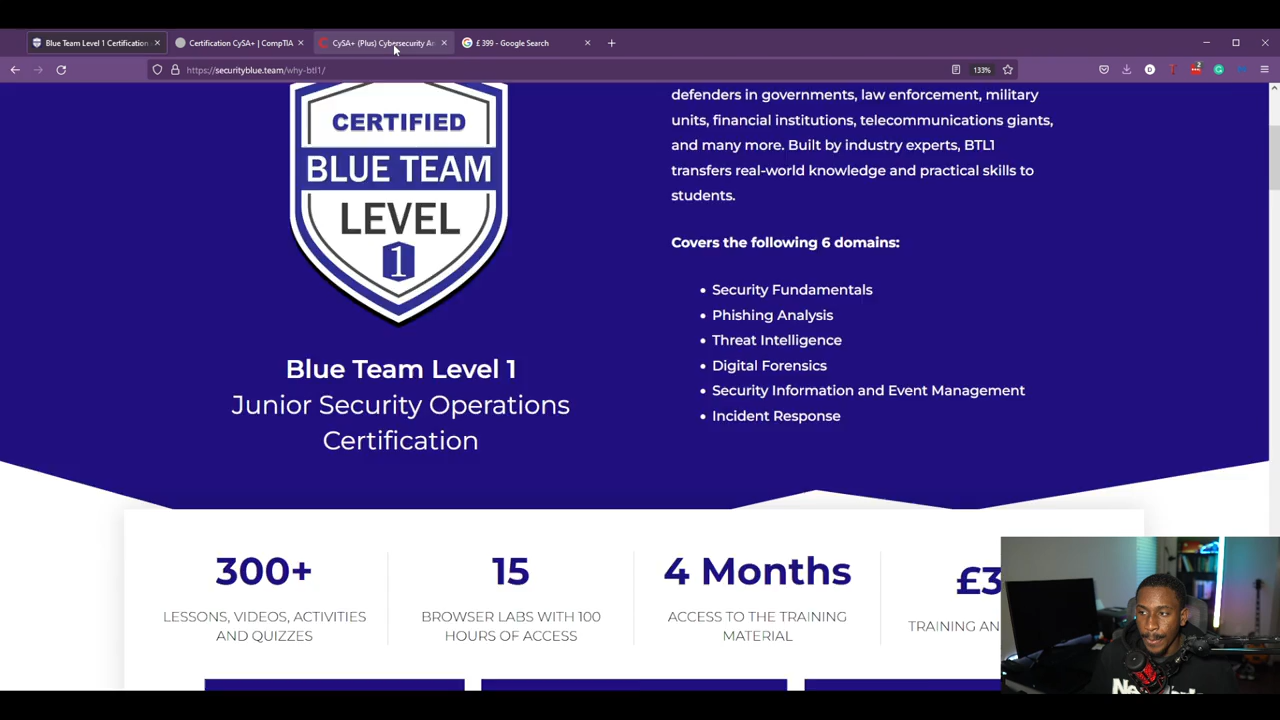 Blue Team Level 1 Certification
Certification CySA+ | CompTIA
CySA+ (Plus) Cybersecurity An
£ 399 - Google Search
https://securityblue.team/why-btl1/
133%
defenders in governments, law enforcement, military
units, financial institutions, telecommunications giants,
and many more. Built by industry experts, BTL1
transfers real-world knowledge and practical skills to
students.
Covers the following 6 domains:
• Security Fundamentals
• Phishing Analysis
• Threat Intelligence
• Digital Forensics
• Security Information and Event Management
• Incident Response
CERTIFIED
BLUE TEAM
LEVEL
1
Blue Team Level 1
Junior Security Operations
Certification
300+
LESSONS, VIDEOS, ACTIVITIES
AND QUIZZES
15
BROWSER LABS WITH 100
HOURS OF ACCESS
4 Months
ACCESS TO THE TRAINING
MATERIAL
£3
TRAINING AN